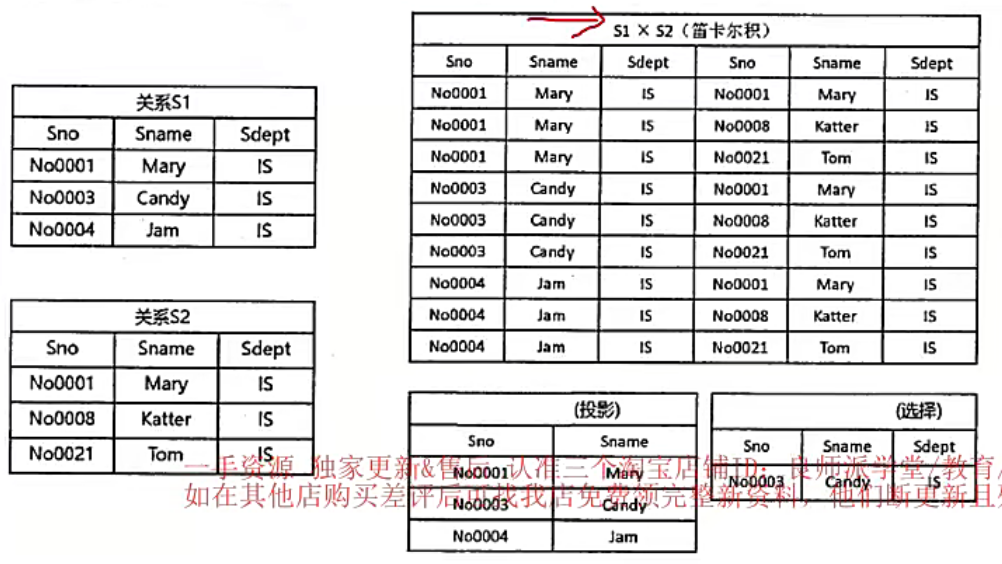 关系S1
Sno Sname Sdept
No0001 Mary IS
No0003 Candy IS
No0004 Jam IS
关系S2
Sno Sname Sdept
No0001 Mary IS
No0008 Katter IS
No0021 Tom IS
S1 × S2（笛卡尔积）
Sno Sname Sdept Sno Sname Sdept
No0001 Mary IS No0001 Mary IS
No0001 Mary IS No0008 Katter IS
No0001 Mary IS No0021 Tom IS
No0003 Candy IS No0001 Mary IS
No0003 Candy IS No0008 Katter IS
No0003 Candy IS No0021 Tom IS
No0004 Jam IS No0001 Mary IS
No0004 Jam IS No0008 Katter IS
No0004 Jam IS No0021 Tom IS
(投影)
Sno Sname
No0001 Mary
No0003 Candy
No0004 Jam
(选择)
Sno Sname Sdept
No0003 Candy IS
一手资源 独家更新&售后 认准三个淘宝店铺ID：良师派学堂/教育
如在其他店购买差评后可找我店免费领完整新资料，他们断更新且